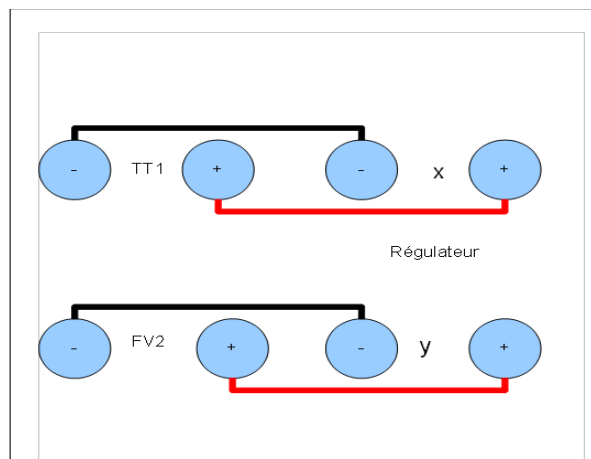 - TT1 + - x +
Régulateur
- FV2 + - y +